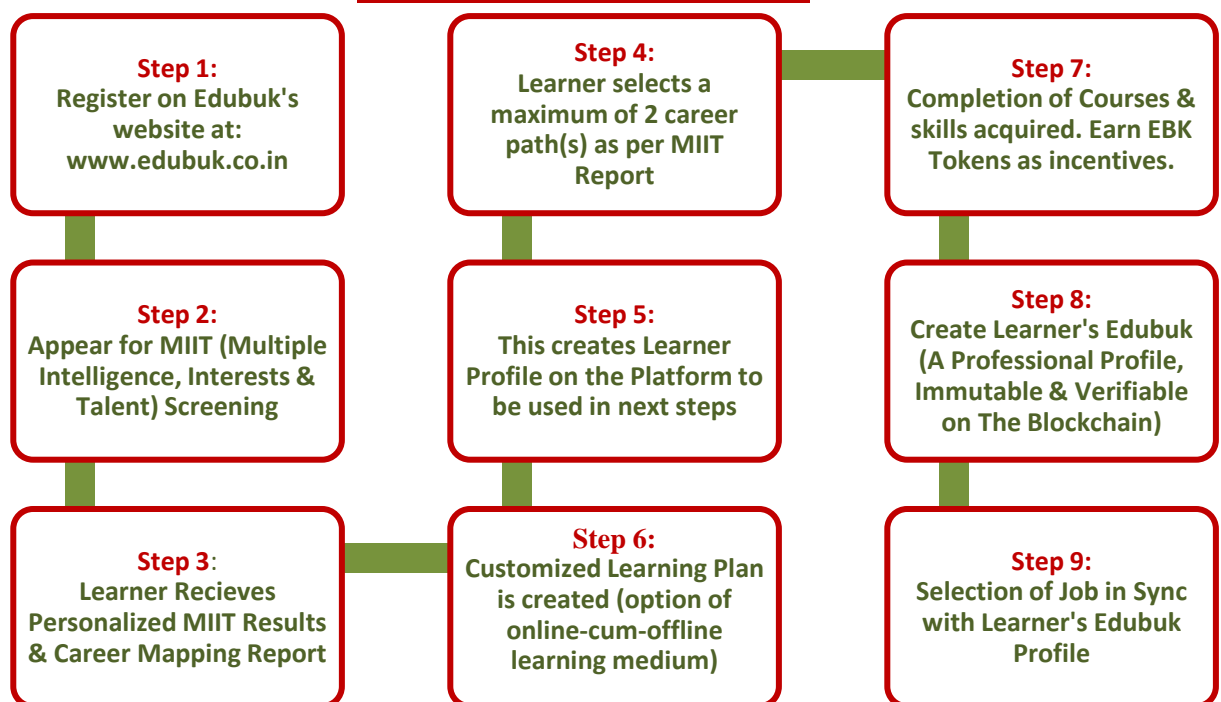 Step 1:
Register on Edubuk's
website at:
www.edubuk.co.in
Step 2:
Appear for MIIT (Multiple
Intelligence, Interests &
Talent) Screening
Step 3:
Learner Recieves
Personalized MIIT Results
& Career Mapping Report
Step 4:
Learner selects a
maximum of 2 career
path(s) as per MIIT
Report
Step 5:
This creates Learner
Profile on the Platform to
be used in next steps
Step 6:
Customized Learning Plan
is created (option of
online-cum-offline
learning medium)
Step 7:
Completion of Courses &
skills acquired. Earn EBK
Tokens as incentives.
Step 8:
Create Learner's Edubuk
(A Professional Profile,
Immutable & Verifiable
on The Blockchain)
Step 9:
Selection of Job in Sync
with Learner's Edubuk
Profile